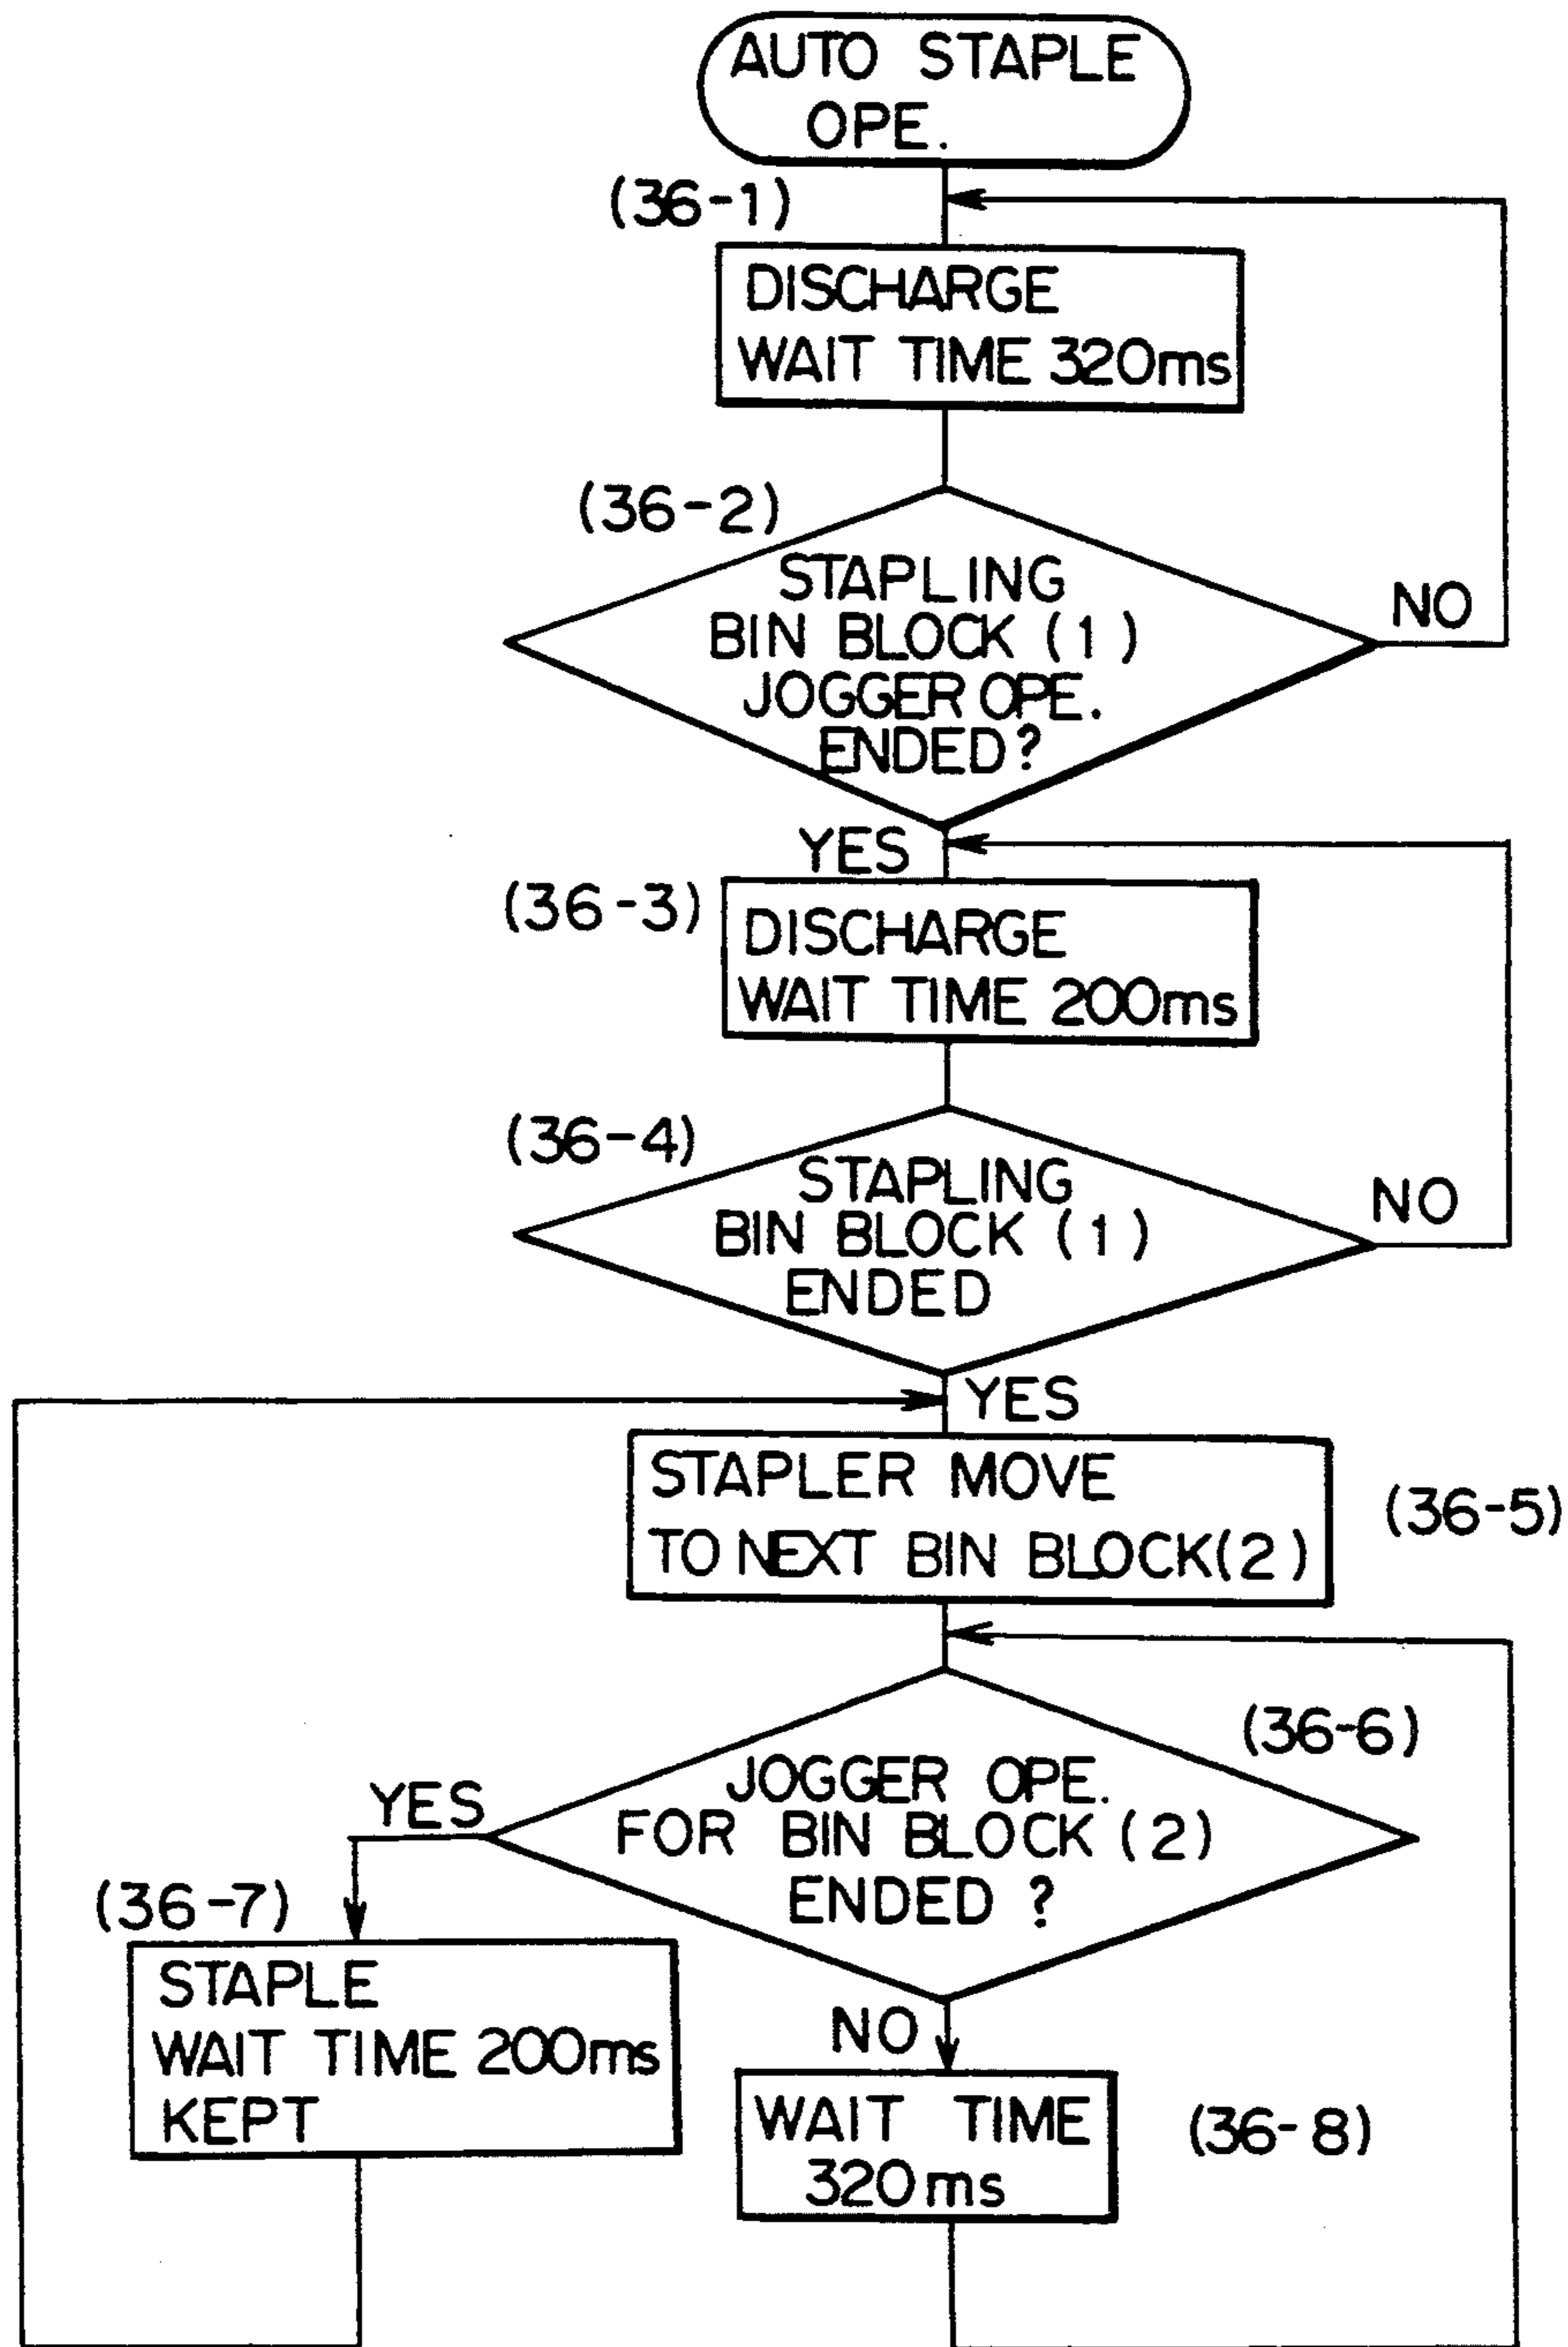 AUTO STAPLE
OPE.
(36-1)
DISCHARGE
WAIT TIME 320ms
(36-2)
STAPLING
BIN BLOCK (1)
JOGGER OPE.
ENDED?
NO
YES
(36-3)
DISCHARGE
WAIT TIME 200ms
(36-4)
STAPLING
BIN BLOCK (1)
ENDED
NO
YES
STAPLER MOVE
TO NEXT BIN BLOCK(2)
(36-5)
(36-6)
JOGGER OPE.
FOR BIN BLOCK (2)
ENDED ?
YES
(36-7)
STAPLE
WAIT TIME 200ms
KEPT
NO
WAIT TIME
320ms
(36-8)